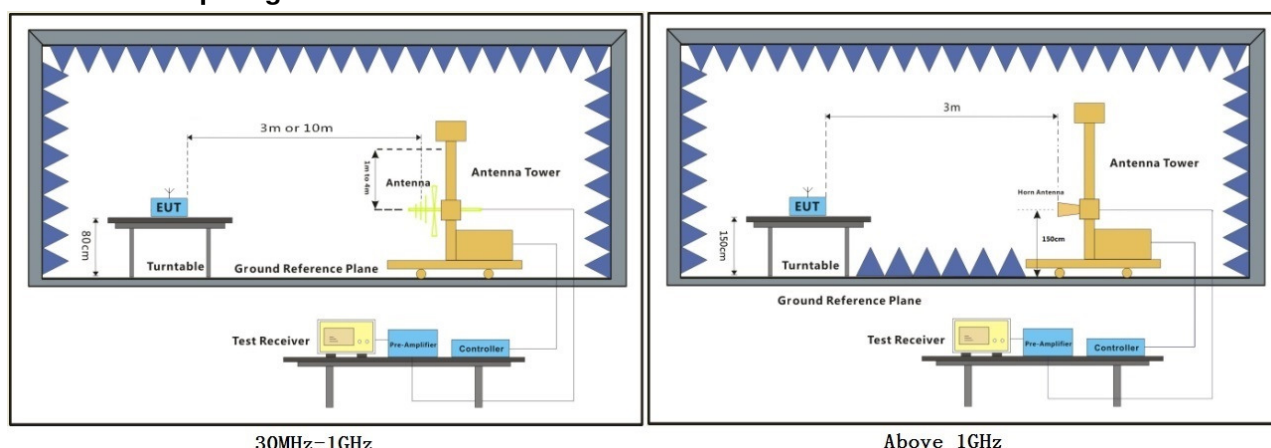 3m or 10m
1m to 4m
Antenna
Antenna Tower
EUT
80cm
Turntable
Ground Reference Plane
Test Receiver
Pre-Amplifier
Controller
30MHz-1GHz
3m
Antenna Tower
Horn Antenna
EUT
150cm
150cm
Turntable
Ground Reference Plane
Test Receiver
Pre-Amplifier
Controller
Above 1GHz